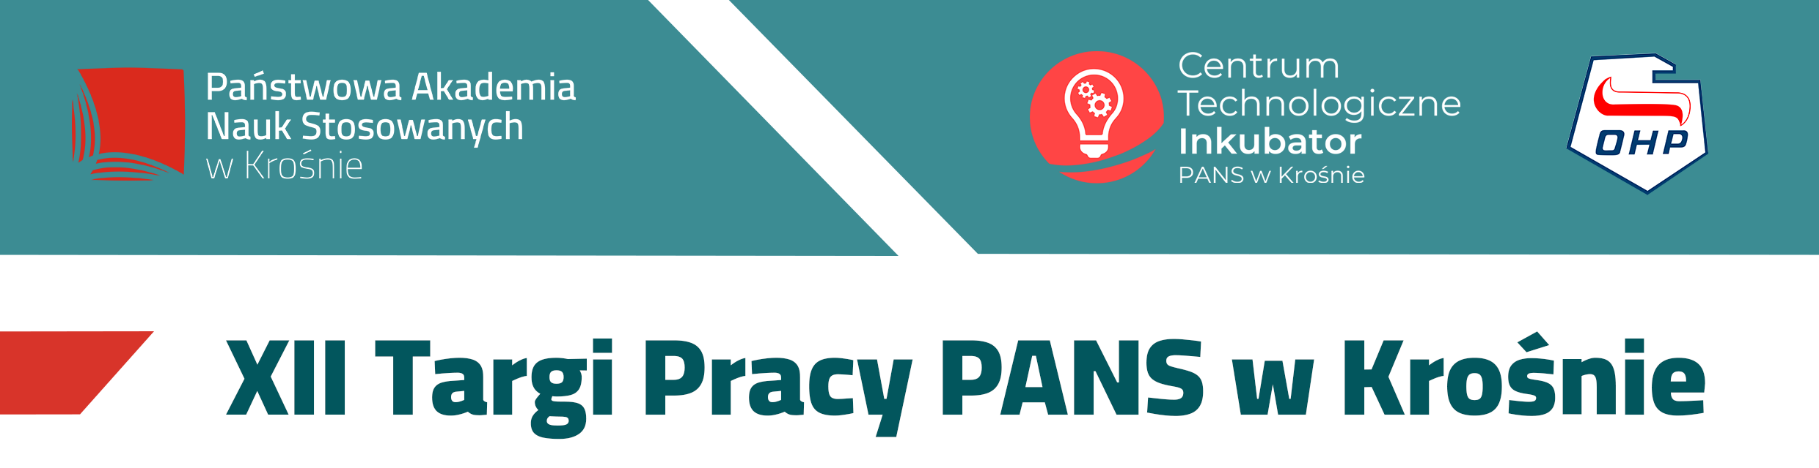 Państwowa Akademia
Nauk Stosowanych
w Krośnie
Centrum
Technologiczne
Inkubator
PANS w Krośnie
OHP
XII Targi Pracy PANS w Krośnie